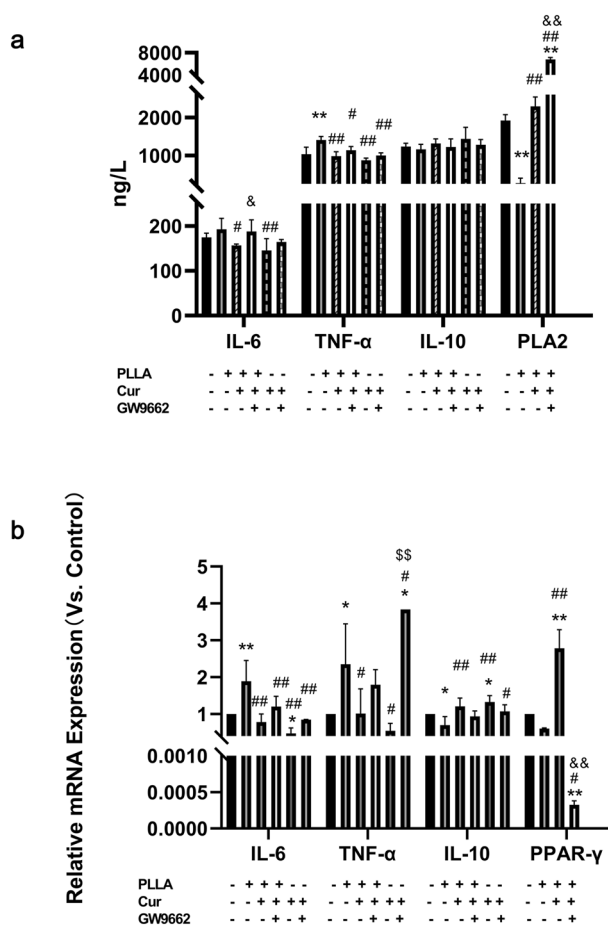 a
&&
##
8000 **
4000 ##
** #
2000 ## ##
##
1000 **
ng/L
&
200 # ##
100
0
IL-6 TNF-α IL-10 PLA2
PLLA - + + + - - - + + + - - - + + + - - - + + +
Cur - - + + + + - - + + + + - - + + + + - - + +
GW9662 - - - + - + - - - + - + - - - + - + - - - +
b
Relative mRNA Expression(Vs. Control)
$$
5 #
4 * * ## **
3 ** ## ##
2 ## ## ## # # * * #
1 *
0.0010
&&
0.0005 #
**
0.0000
IL-6 TNF-α IL-10 PPAR-γ
PLLA - + + + - - - + + + - - - + + + - - - + + +
Cur - - + + + + - - + + + + - - + + + + - - + +
GW9662 - - - + - + - - - + - + - - - + - + - - - +